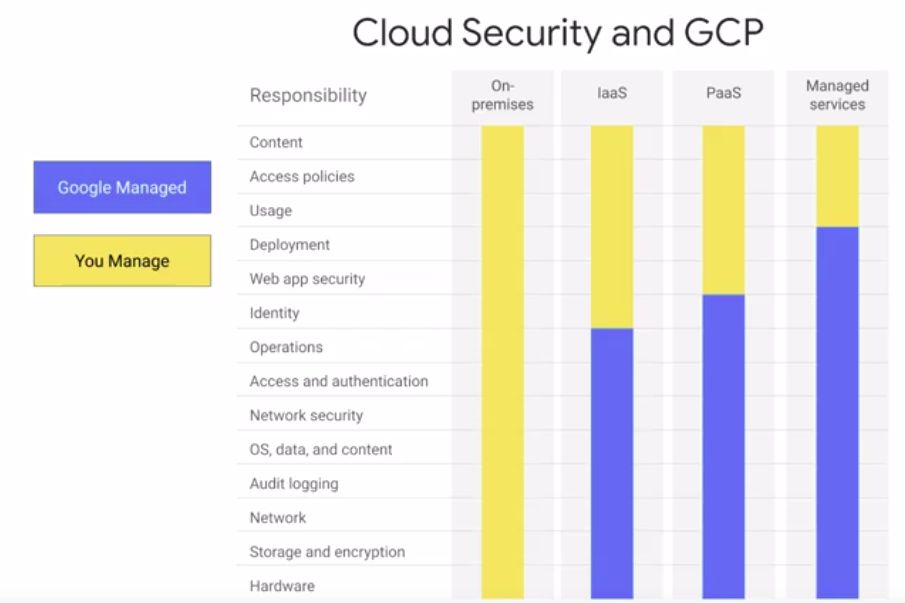 Cloud Security and GCP
Responsibility
On-
premises
IaaS
PaaS
Managed
services
Google Managed
You Manage
Content
Access policies
Usage
Deployment
Web app security
Identity
Operations
Access and authentication
Network security
OS, data, and content
Audit logging
Network
Storage and encryption
Hardware